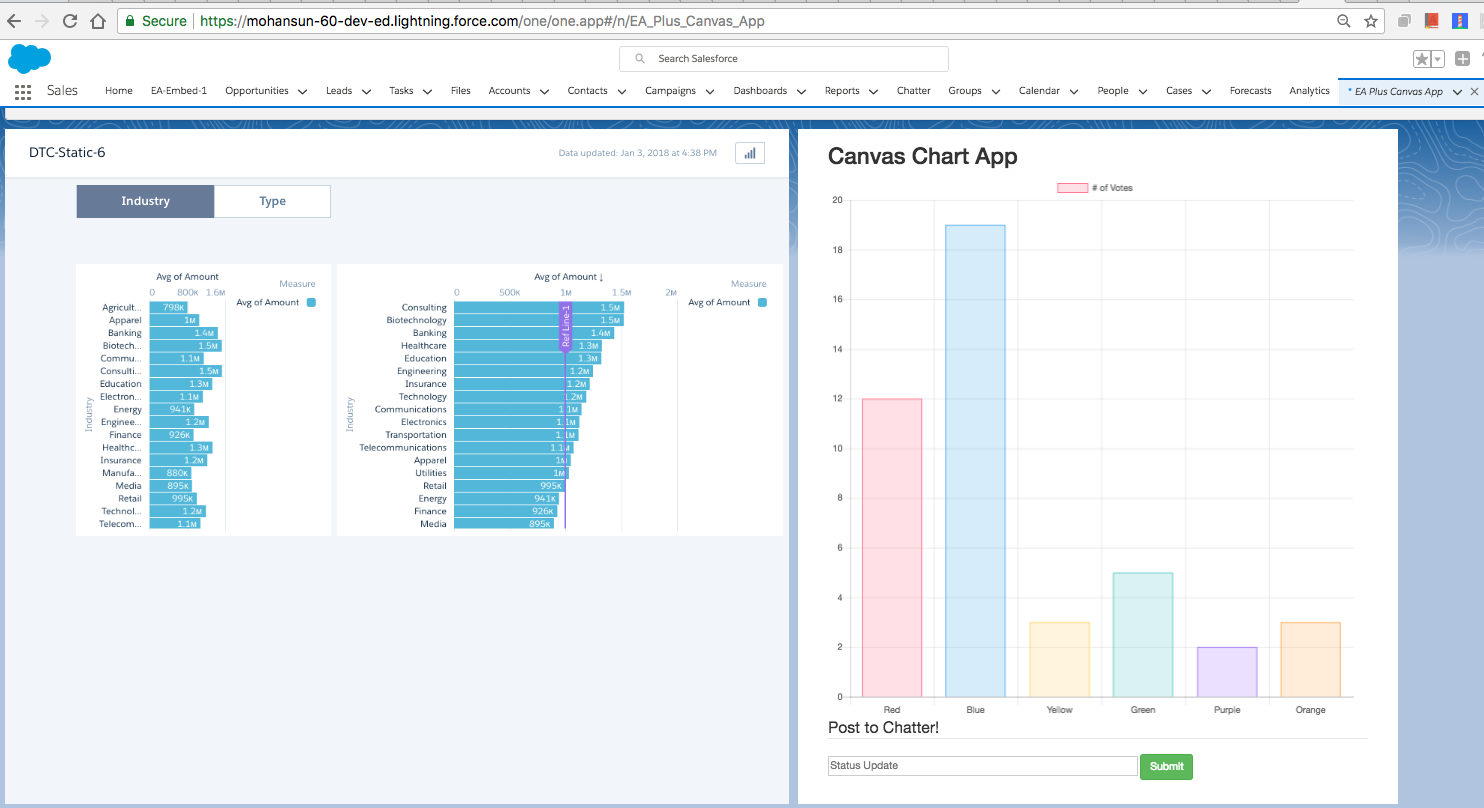 Secure https://mohansun-60-dev-ed.lightning.force.com/one/one.app#/n/EA_Plus_Canvas_App
Search Salesforce
Sales Home EA-Embed-1 Opportunities Leads Tasks Files Accounts Contacts Campaigns Dashboards Reports Chatter Groups Calendar People Cases Forecasts Analytics * EA Plus Canvas App
DTC-Static-6
Data updated: Jan 3, 2018 at 4:38 PM
Industry Type
Avg of Amount
0 800K 1.6M
Measure
Avg of Amount
Industry
Agricult... 798K
Apparel 1M
Banking 1.4M
Biotech... 1.5M
Commu... 1.1M
Consulti... 1.5M
Education 1.3M
Electron... 1.1M
Energy 941K
Enginee... 1.2M
Finance 926K
Healthc... 1.3M
Insurance 1.2M
Manufa... 880K
Media 895K
Retail 995K
Technol... 1.2M
Telecom... 1.1M
Avg of Amount ↓
0 500K 1M 1.5M 2M
Measure
Avg of Amount
Ref Line-1
Industry
Consulting 1.5M
Biotechnology 1.5M
Banking 1.4M
Healthcare 1.3M
Education 1.3M
Engineering 1.2M
Insurance 1.2M
Technology 1.2M
Communications 1.1M
Electronics 1.1M
Transportation 1.1M
Telecommunications 1.1M
Apparel 1M
Utilities 1M
Retail 995K
Energy 941K
Finance 926K
Media 895K
Canvas Chart App
# of Votes
20
18
16
14
12
10
8
6
4
2
0
Red Blue Yellow Green Purple Orange
Post to Chatter!
Status Update Submit